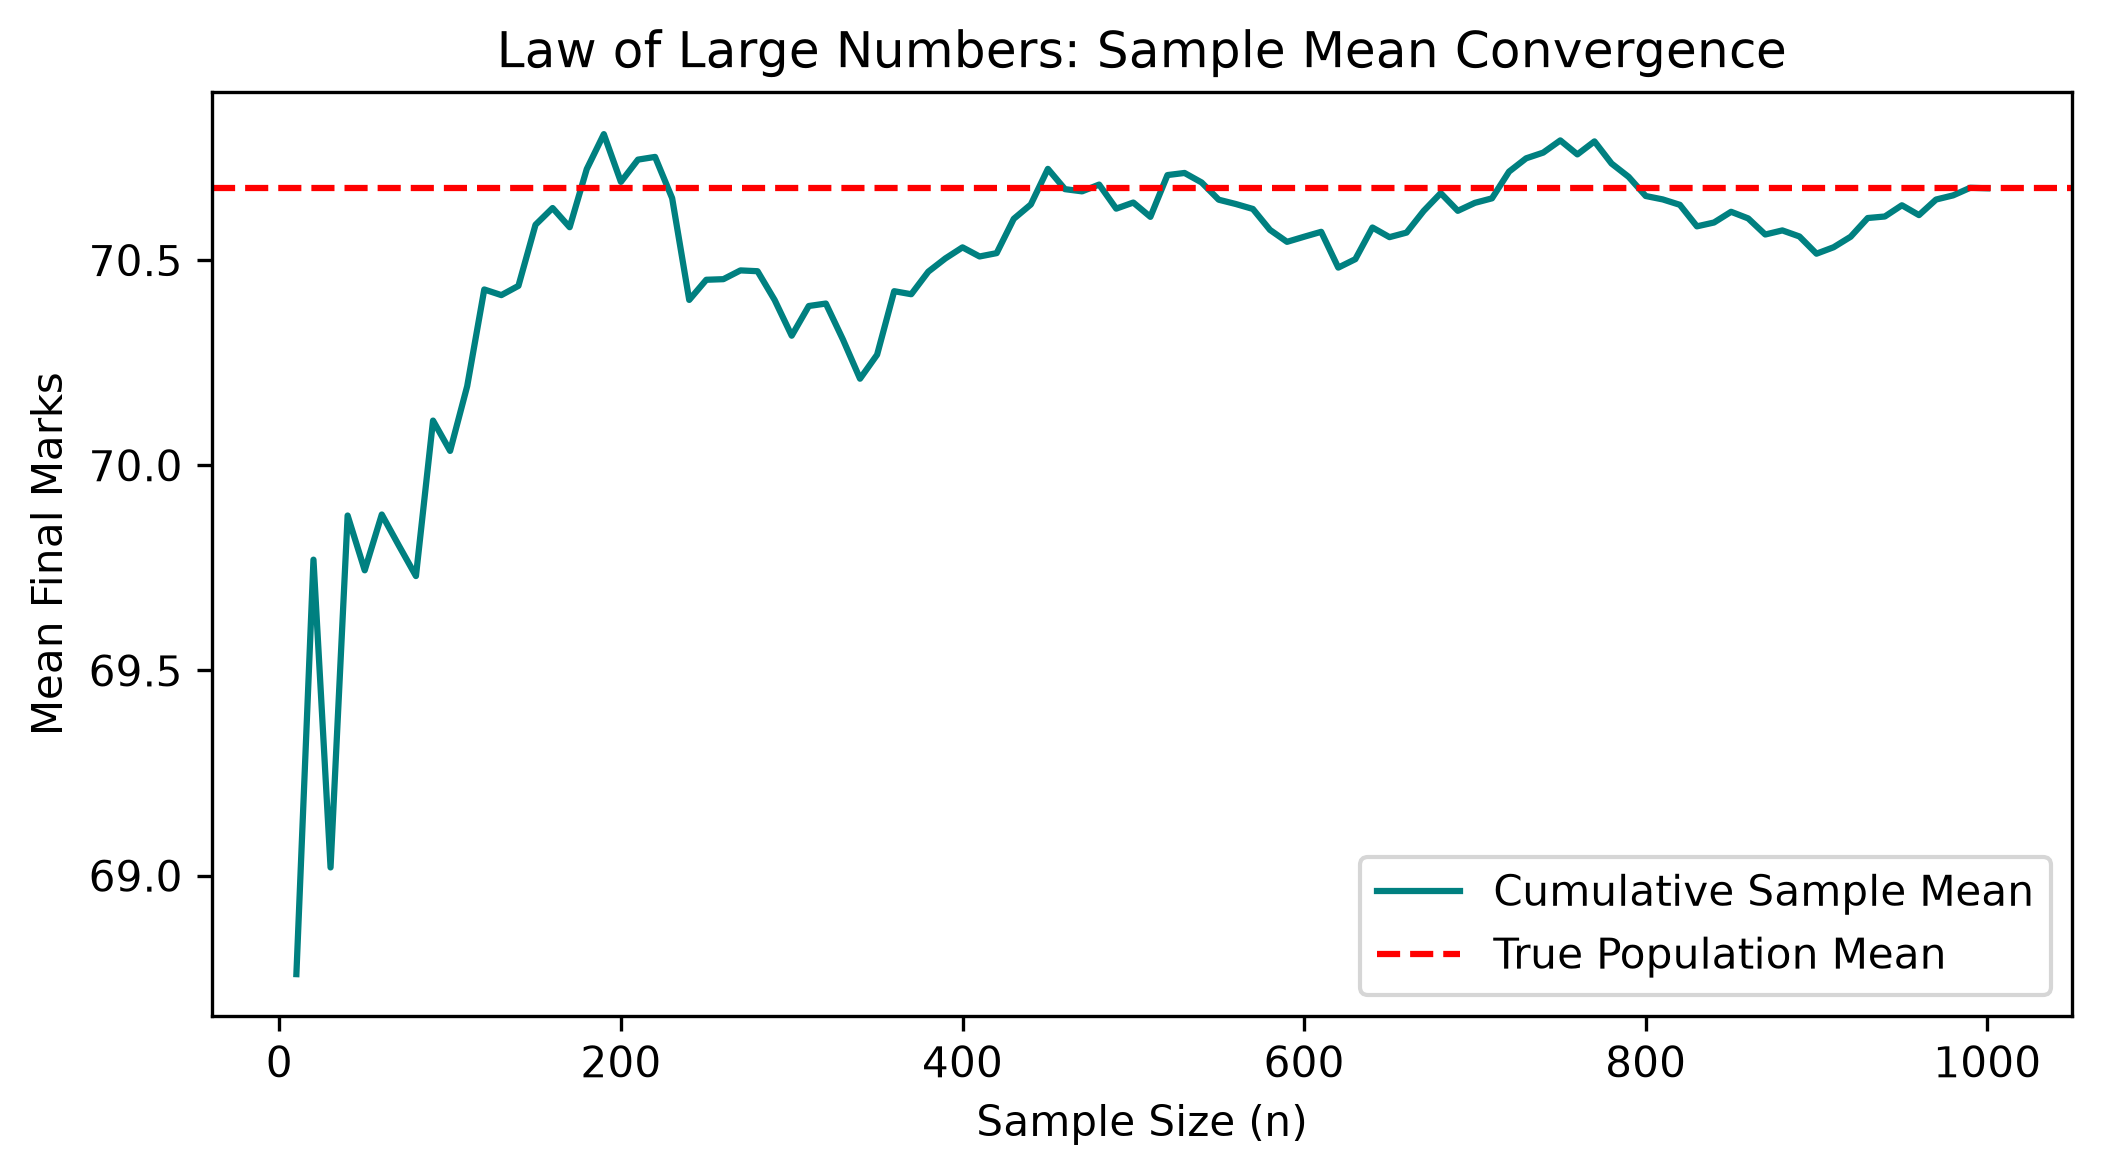 Law of Large Numbers: Sample Mean Convergence
Mean Final Marks
70.5
70.0
69.5
69.0
Cumulative Sample Mean
True Population Mean
0 200 400 600 800 1000
Sample Size (n)